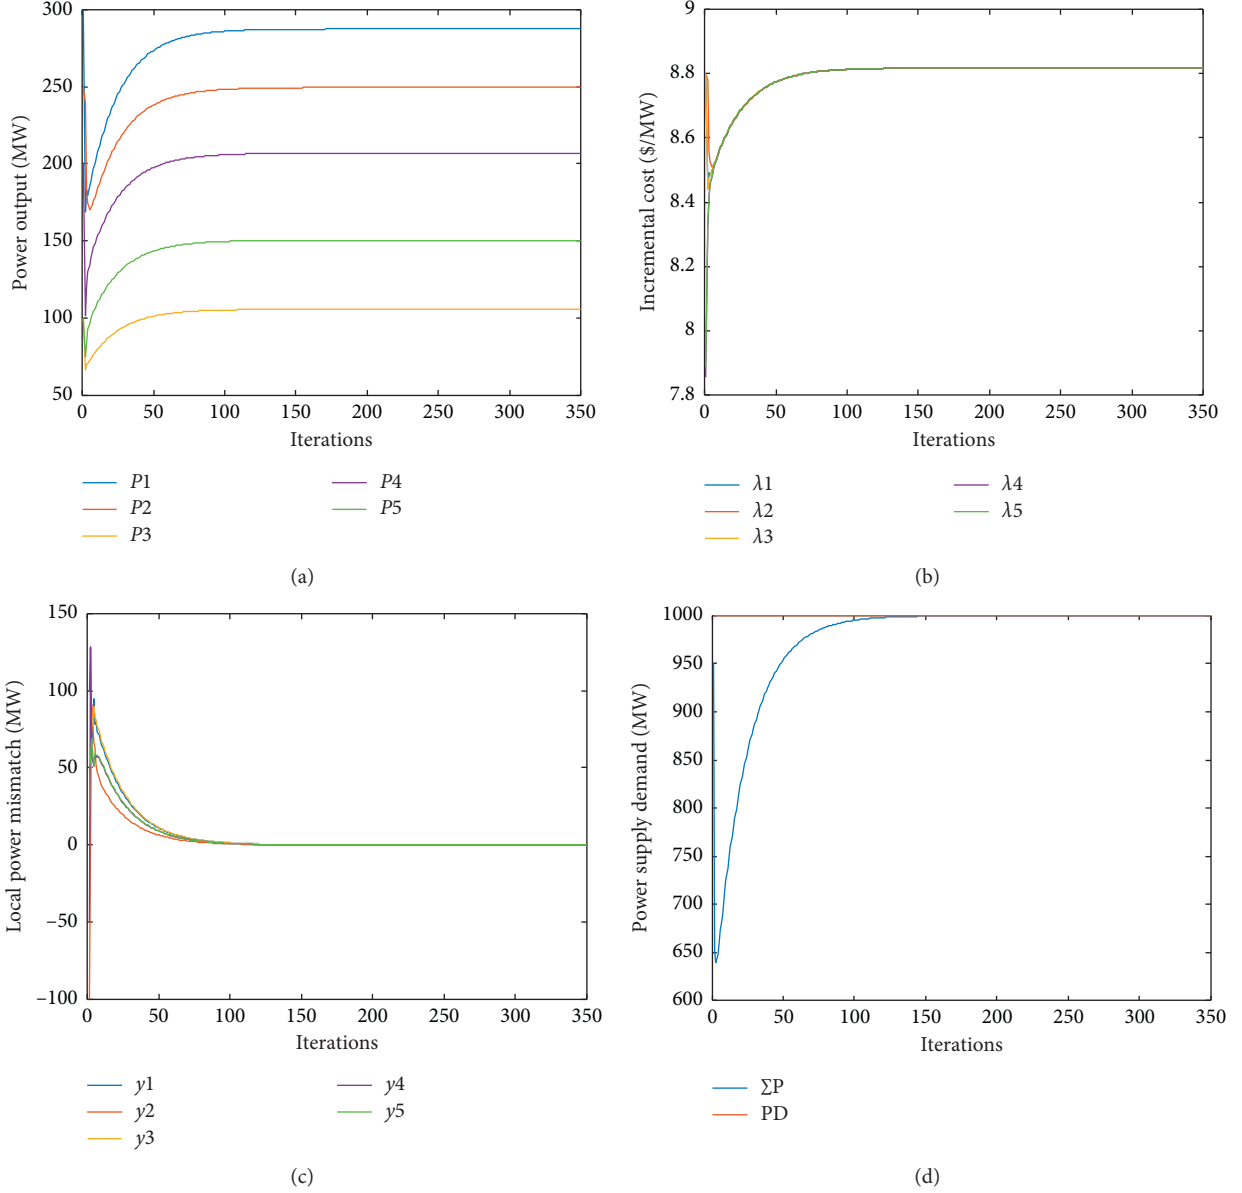 300
250
200
150
100
50
0
50
100
150
200
250
300
350
Power output (MW)
Iterations
P1
P2
P3
P4
P5
(a)
9
8.8
8.6
8.4
8.2
8
7.8
0
50
100
150
200
250
300
350
Incremental cost ($/MW)
Iterations
λ1
λ2
λ3
λ4
λ5
(b)
150
100
50
0
−50
−100
0
50
100
150
200
250
300
350
Local power mismatch (MW)
Iterations
y1
y2
y3
y4
y5
(c)
1000
950
900
850
800
750
700
650
600
0
50
100
150
200
250
300
350
Power supply demand (MW)
Iterations
∑P
PD
(d)